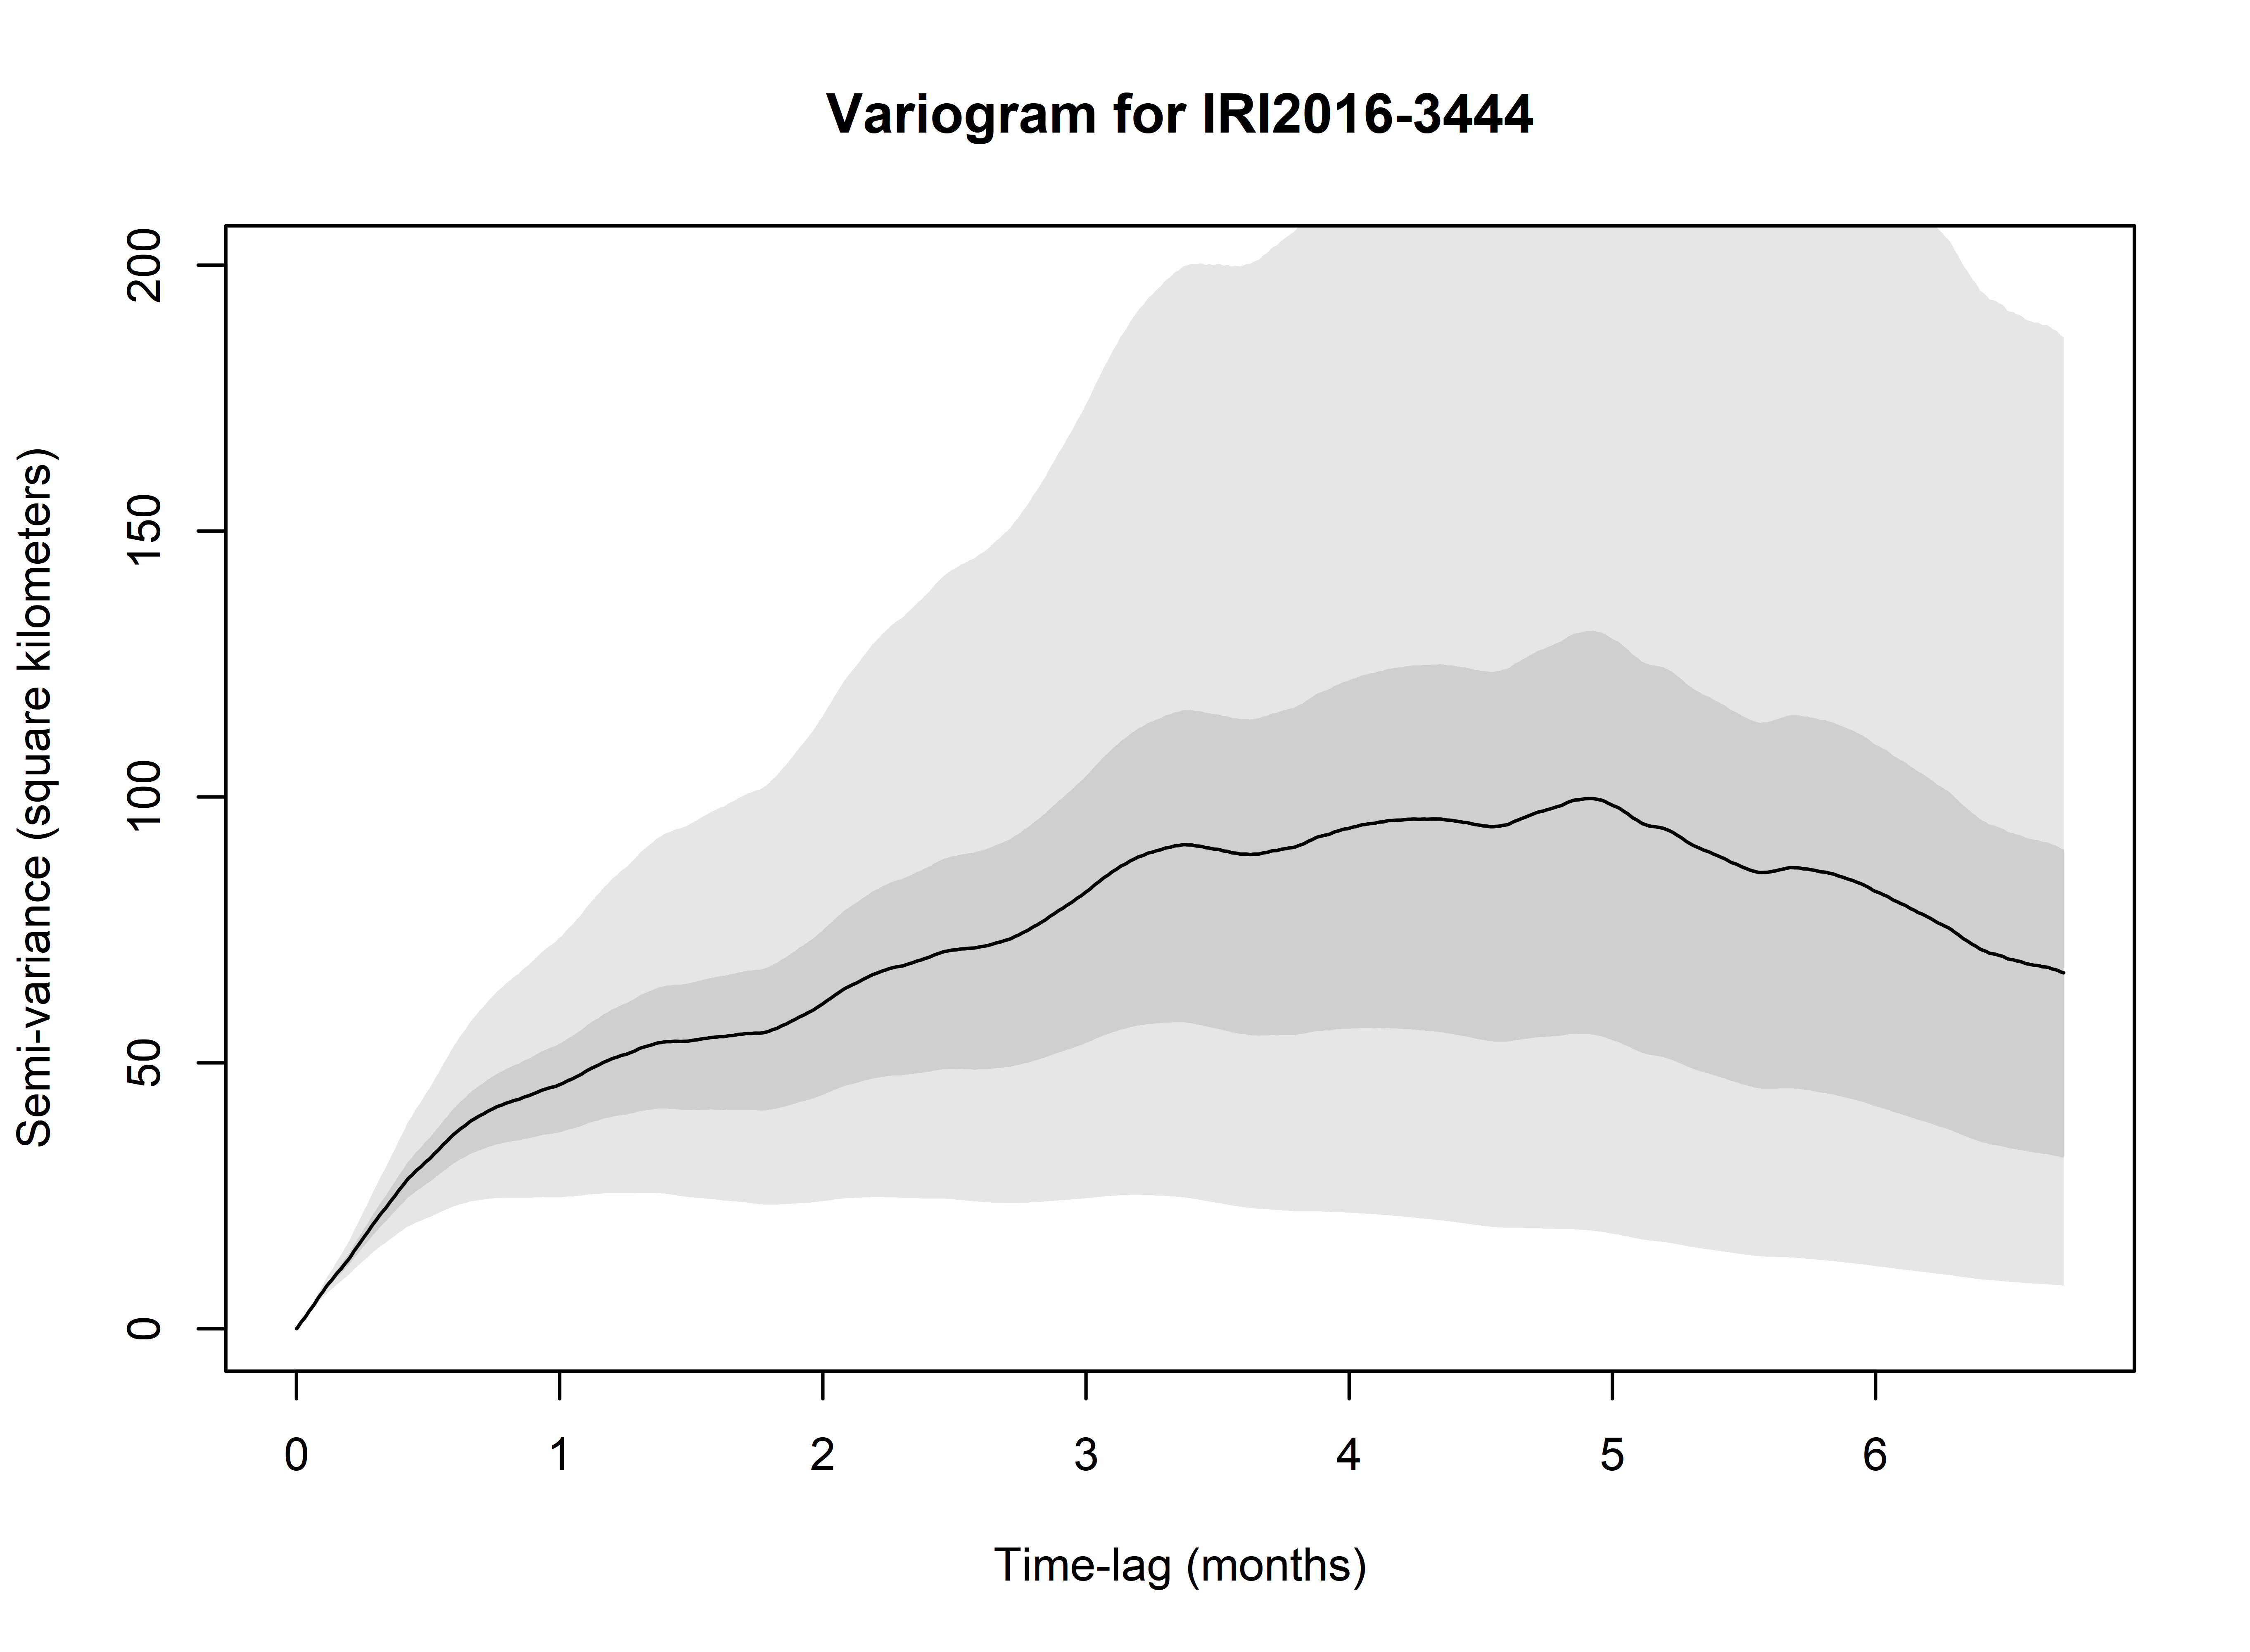 Variogram for IRI2016-3444
Semi-variance (square kilometers)
200
150
100
50
0
0 1 2 3 4 5 6
Time-lag (months)